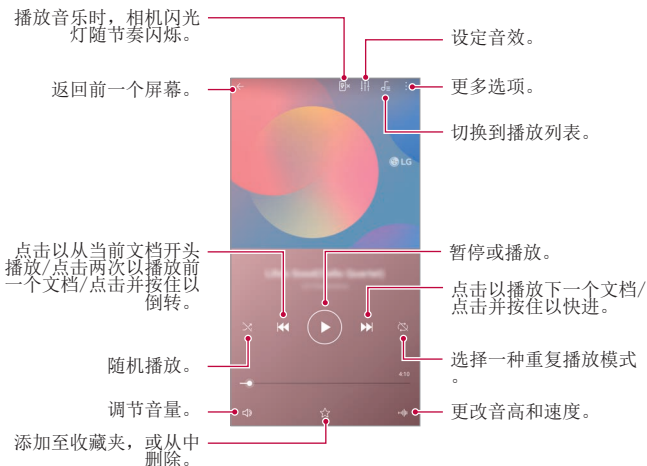 播放音乐时，相机闪光
灯随节奏闪烁。
设定音效。
返回前一个屏幕。
更多选项。
切换到播放列表。
LG
点击以从当前文档开头
播放/点击两次以播放前
一个文档/点击并按住以
倒转。
暂停或播放。
点击以播放下一个文档/
点击并按住以快进。
随机播放。
选择一种重复播放模式
。
4:10
调节音量。
更改音高和速度。
添加至收藏夹，或从中
删除。